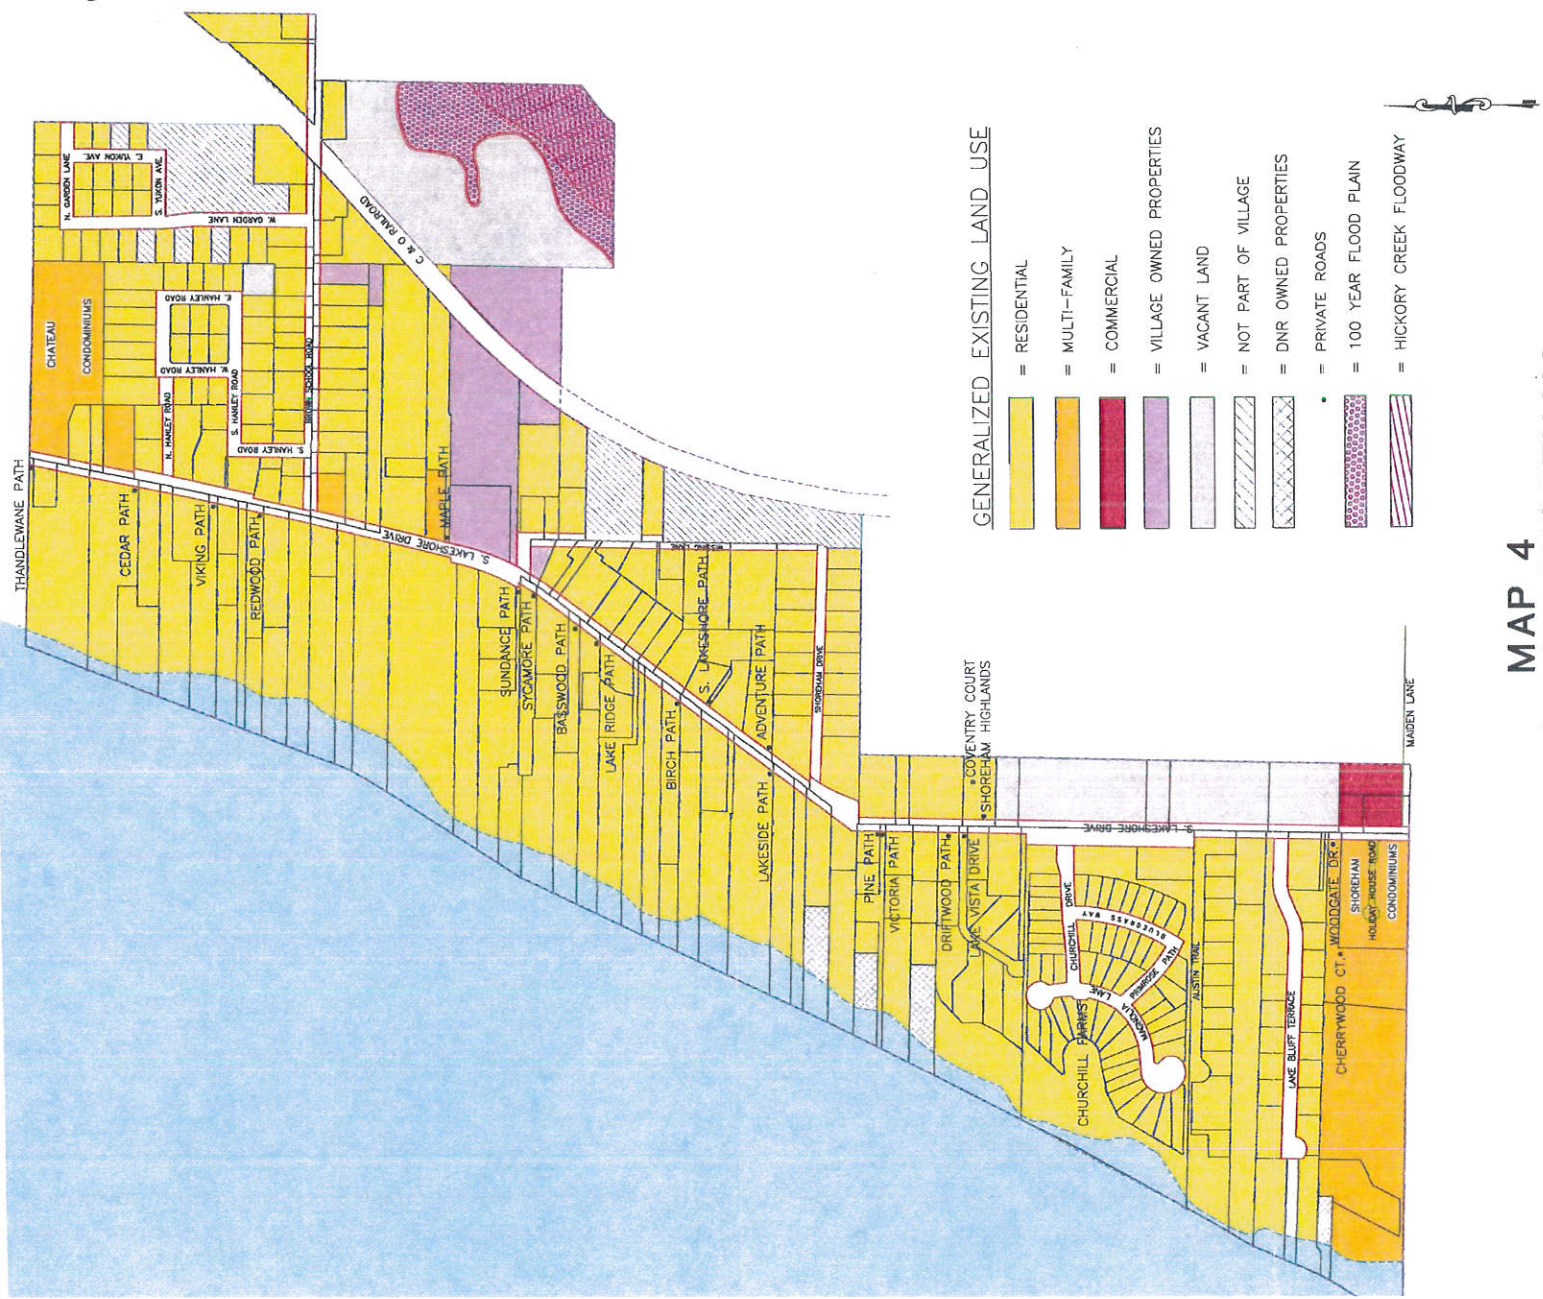 THANDLEWANE PATH
CEDAR PATH
VIKING PATH
REDWOOD PATH
CHATEAU
CONDOMINIUMS
N. GARDEN LANE
E. YUKON AVE.
S. YUKON AVE.
W. GARDEN LANE
E. HANLEY ROAD
W. HANLEY ROAD
N. HANLEY ROAD
S. HANLEY ROAD
S. HANLEY ROAD
BROWN SCHOOL ROAD
C & O RAILROAD
MAPLE PATH
S. LAKESHORE DRIVE
SUNDANCE PATH
SYCAMORE PATH
BASSWOOD PATH
LAKE RIDGE PATH
BIRCH PATH
S. LAKESHORE PATH
WISSING LANE
ADVENTURE PATH
LAKESIDE PATH
SHOREHAM DRIVE
PINE PATH
VICTORIA PATH
DRIFTWOOD PATH
LAKE VISTA DRIVE
COVENTRY COURT
SHOREHAM HIGHLANDS
S. LAKESHORE DRIVE
CHURCHILL DRIVE
BLUEGRASS WAY
PRIMROSE PATH
MAGNOLIA LANE
CHURCHILL FARMS
AUSTIN TRAIL
LAKE BLUFF TERRACE
WOODGATE DR.
CHERRYWOOD CT.
SHOREHAM
HOLIDAY HOUSE ROAD
CONDOMINIUMS
MAIDEN LANE
GENERALIZED EXISTING LAND USE
= RESIDENTIAL
= MULTI-FAMILY
= COMMERCIAL
= VILLAGE OWNED PROPERTIES
= VACANT LAND
= NOT PART OF VILLAGE
= DNR OWNED PROPERTIES
= PRIVATE ROADS
= 100 YEAR FLOOD PLAIN
= HICKORY CREEK FLOODWAY
MAP 4